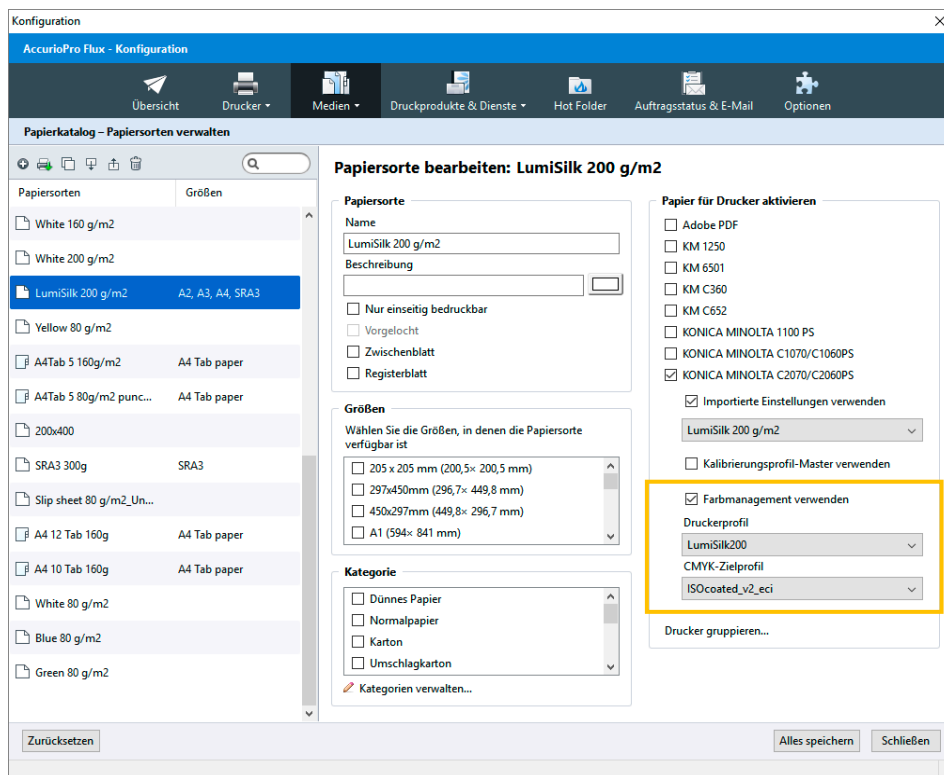 Konfiguration
AccurioPro Flux - Konfiguration
Übersicht
Drucker
Medien
Druckprodukte & Dienste
Hot Folder
Auftragsstatus & E-Mail
Optionen
Papierkatalog – Papiersorten verwalten
Papiersorten Größen
White 160 g/m2
White 200 g/m2
LumiSilk 200 g/m2 A2, A3, A4, SRA3
Yellow 80 g/m2
A4Tab 5 160g/m2 A4 Tab paper
A4Tab 5 80g/m2 punc... A4 Tab paper
200x400
SRA3 300g SRA3
Slip sheet 80 g/m2_Un...
A4 12 Tab 160g A4 Tab paper
A4 10 Tab 160g A4 Tab paper
White 80 g/m2
Blue 80 g/m2
Green 80 g/m2
Papiersorte bearbeiten: LumiSilk 200 g/m2
Papiersorte
Name
LumiSilk 200 g/m2
Beschreibung
Nur einseitig bedruckbar
Vorgelocht
Zwischenblatt
Registerblatt
Größen
Wählen Sie die Größen, in denen die Papiersorte
verfügbar ist
205 x 205 mm (200,5× 200,5 mm)
297x450mm (296,7× 449,8 mm)
450x297mm (449,8× 296,7 mm)
A1 (594× 841 mm)
Kategorie
Dünnes Papier
Normalpapier
Karton
Umschlagkarton
Kategorien verwalten...
Papier für Drucker aktivieren
Adobe PDF
KM 1250
KM 6501
KM C360
KM C652
KONICA MINOLTA 1100 PS
KONICA MINOLTA C1070/C1060PS
KONICA MINOLTA C2070/C2060PS
Importierte Einstellungen verwenden
LumiSilk 200 g/m2
Kalibrierungsprofil-Master verwenden
Farbmanagement verwenden
Druckerprofil
LumiSilk200
CMYK-Zielprofil
ISOcoated_v2_eci
Drucker gruppieren...
Zurücksetzen
Alles speichern
Schließen